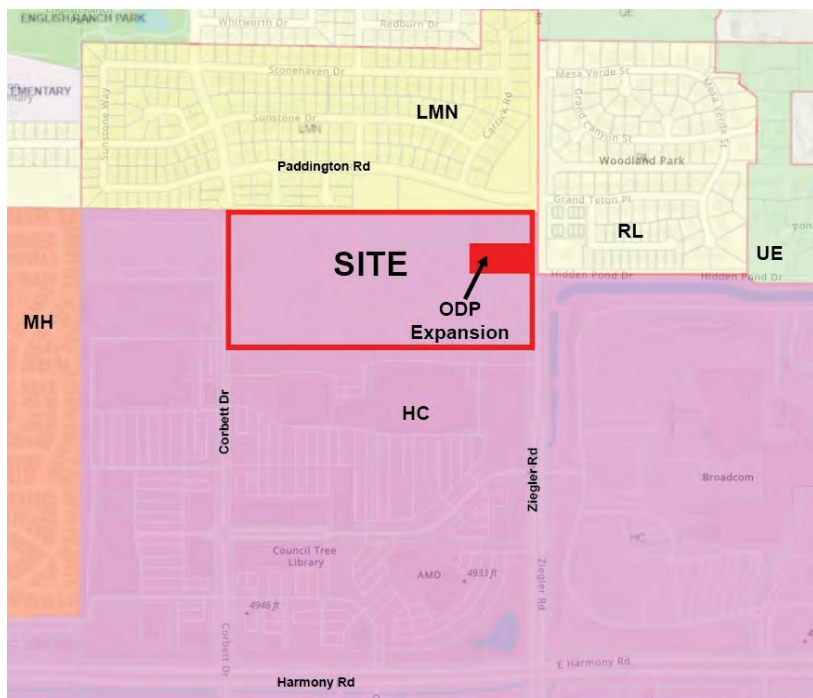 ENGLISH RANCH PARK
Whitworth Dr
Redburn Dr
UE
Stonehaven Dr
Mesa Verde St
EMENTARY
mentary
LMN
Carrick Rd
Sunstone Way
Sunstone Dr
LMN
Grand Canyon St
Mesa Verde St
Paddington Rd
Woodland Park
Grand Teton Pl
SITE
RL
UE
Hidden Pond Dr
Hidden Pond Dr
ODP
Expansion
MH
Corbett Dr
HC
Ziegler Rd
Broadcom
HC
Council Tree
Library
AMD
4933 ft
Ziegler Rd
4946 ft
Corbett Dr
E Harmony Rd
Harmony Rd